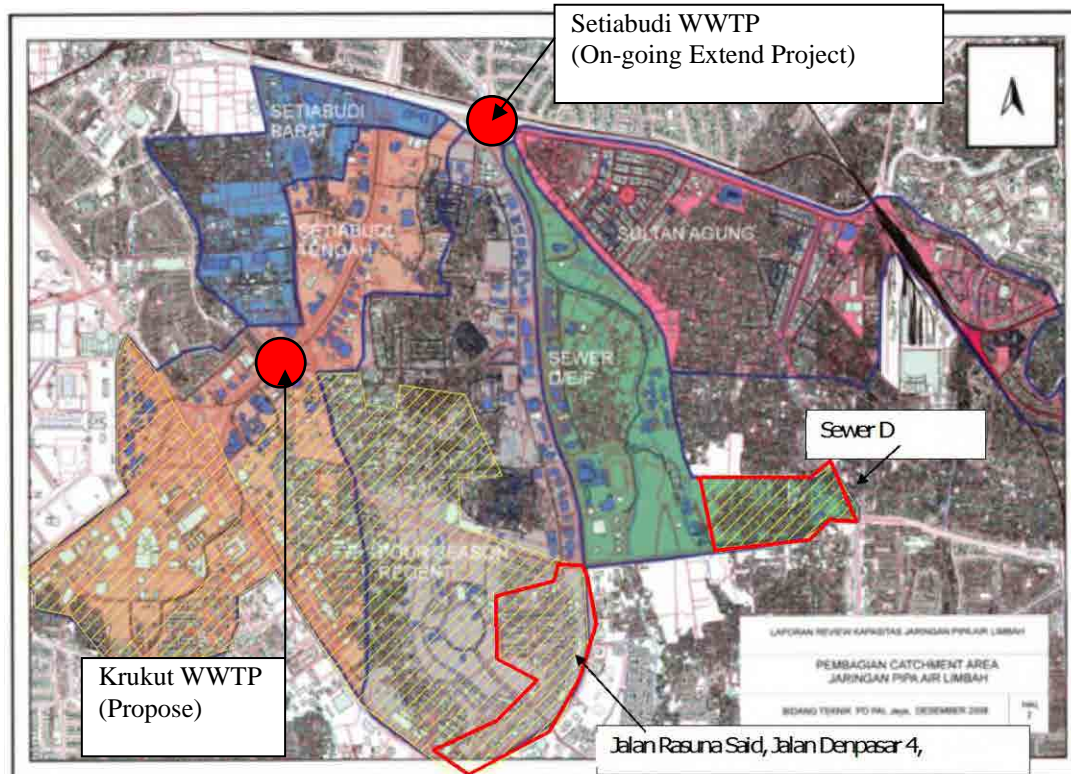 Setiabudi WWTP
(On-going Extend Project)
SETIABUDI
BARAT
SETIABUDI
TENGAH
SULTAN AGUNG
SEWER
D/E/F
Sewer D
FOUR SEASON
REGENT
Krukut WWTP
(Propose)
LAPORAN REVIEW KAPASITAS JARINGAN PIPA AIR LIMBAH
PEMBAGIAN CATCHMENT AREA
JARINGAN PIPA AIR LIMBAH
BIDANG TEKNIK PD PAL Jaya, DESEMBER
Jalan Rasuna Said, Jalan Denpasar 4,